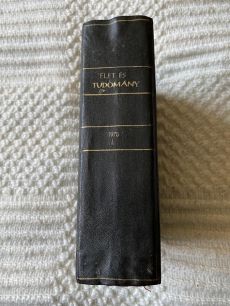 ÉLET ÉS
TUDOMÁNY
1970
I.